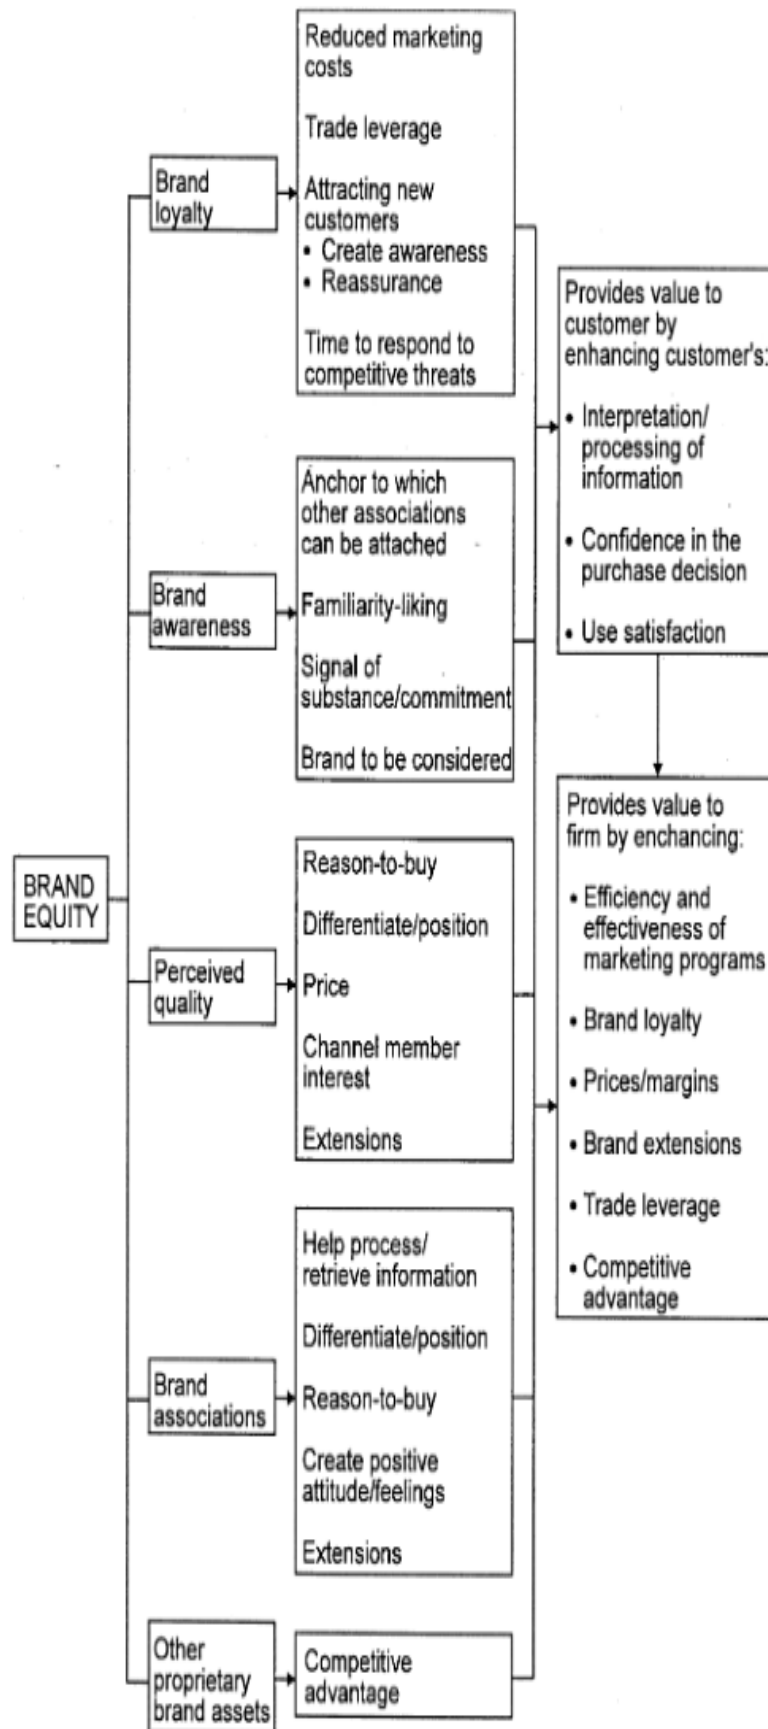 BRAND
EQUITY
Brand
loyalty
Reduced marketing
costs
Trade leverage
Attracting new
customers
• Create awareness
• Reassurance
Time to respond to
competitive threats
Brand
awareness
Anchor to which
other associations
can be attached
Familiarity-liking
Signal of
substance/commitment
Brand to be considered
Perceived
quality
Reason-to-buy
Differentiate/position
Price
Channel member
interest
Extensions
Brand
associations
Help process/
retrieve information
Differentiate/position
Reason-to-buy
Create positive
attitude/feelings
Extensions
Other
proprietary
brand assets
Competitive
advantage
Provides value to
customer by
enhancing customer's:
• Interpretation/
processing of
information
• Confidence in the
purchase decision
• Use satisfaction
Provides value to
firm by enchancing:
• Efficiency and
effectiveness of
marketing programs
• Brand loyalty
• Prices/margins
• Brand extensions
• Trade leverage
• Competitive
advantage